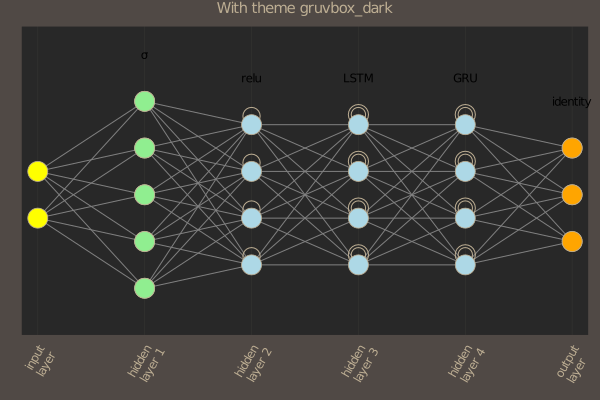 With theme gruvbox_dark
σ
relu
LSTM
GRU
identity
input
layer
hidden
layer 1
hidden
layer 2
hidden
layer 3
hidden
layer 4
output
layer